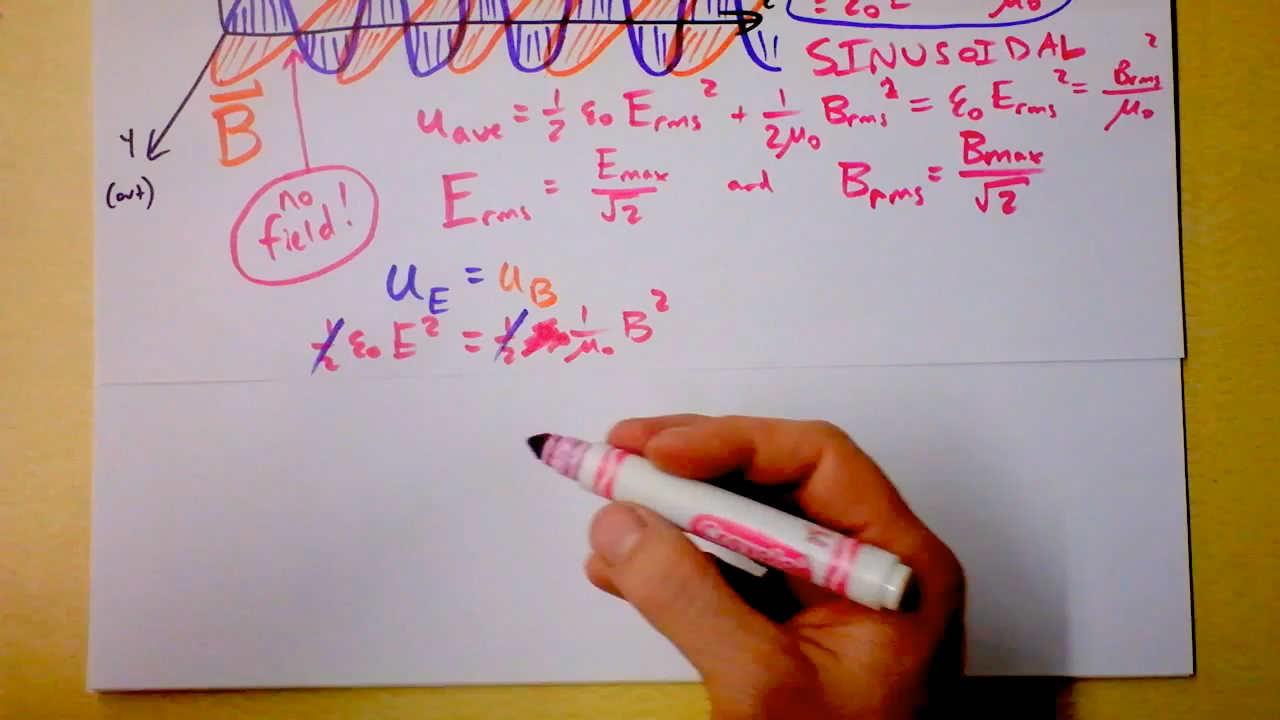 = ε₀E² μ₀
SINUSOIDAL
u_ave = 1/2 ε₀ E_rms² + 1/2μ₀ B_rms² = ε₀ E_rms² = B_rms²/μ₀
B
Y
(out)
no field!
E_rms = E_max/√2 and B_rms = B_max/√2
u_E = u_B
1/2 ε₀ E² = 1/2 1/μ₀ B²